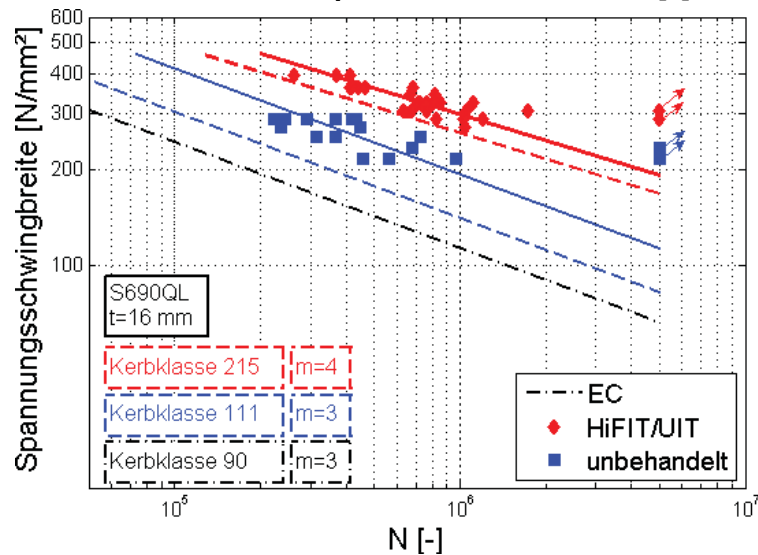 600
500
400
300
200
100
Spannungsschwingbreite [N/mm²]
S690QL
t=16 mm
Kerbklasse 215 m=4
Kerbklasse 111 m=3
Kerbklasse 90 m=3
EC
HiFIT/UIT
unbehandelt
10⁵ 10⁶ 10⁷
N [-]